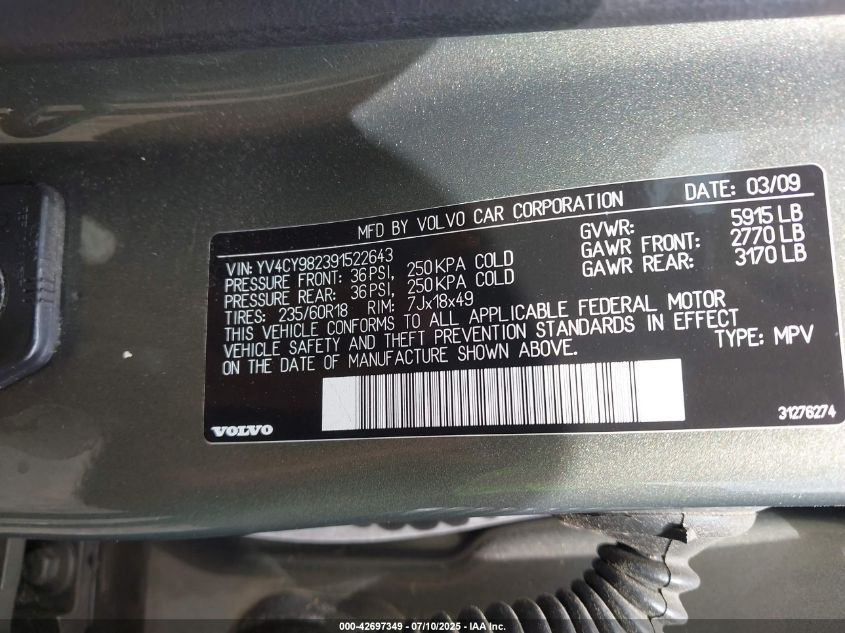 MFD BY VOLVO CAR CORPORATION DATE: 03/09
VIN: YV4CY982391522643 GVWR: 5915 LB
PRESSURE FRONT: 36 PSI, 250 KPA COLD GAWR FRONT: 2770 LB
PRESSURE REAR: 36 PSI, 250 KPA COLD GAWR REAR: 3170 LB
TIRES: 235/60R18 RIM: 7Jx18x49
THIS VEHICLE CONFORMS TO ALL APPLICABLE FEDERAL MOTOR
VEHICLE SAFETY AND THEFT PREVENTION STANDARDS IN EFFECT
ON THE DATE OF MANUFACTURE SHOWN ABOVE. TYPE: MPV
VOLVO 31276274
000-42697349 / 07/10/2025 - IAA Inc.